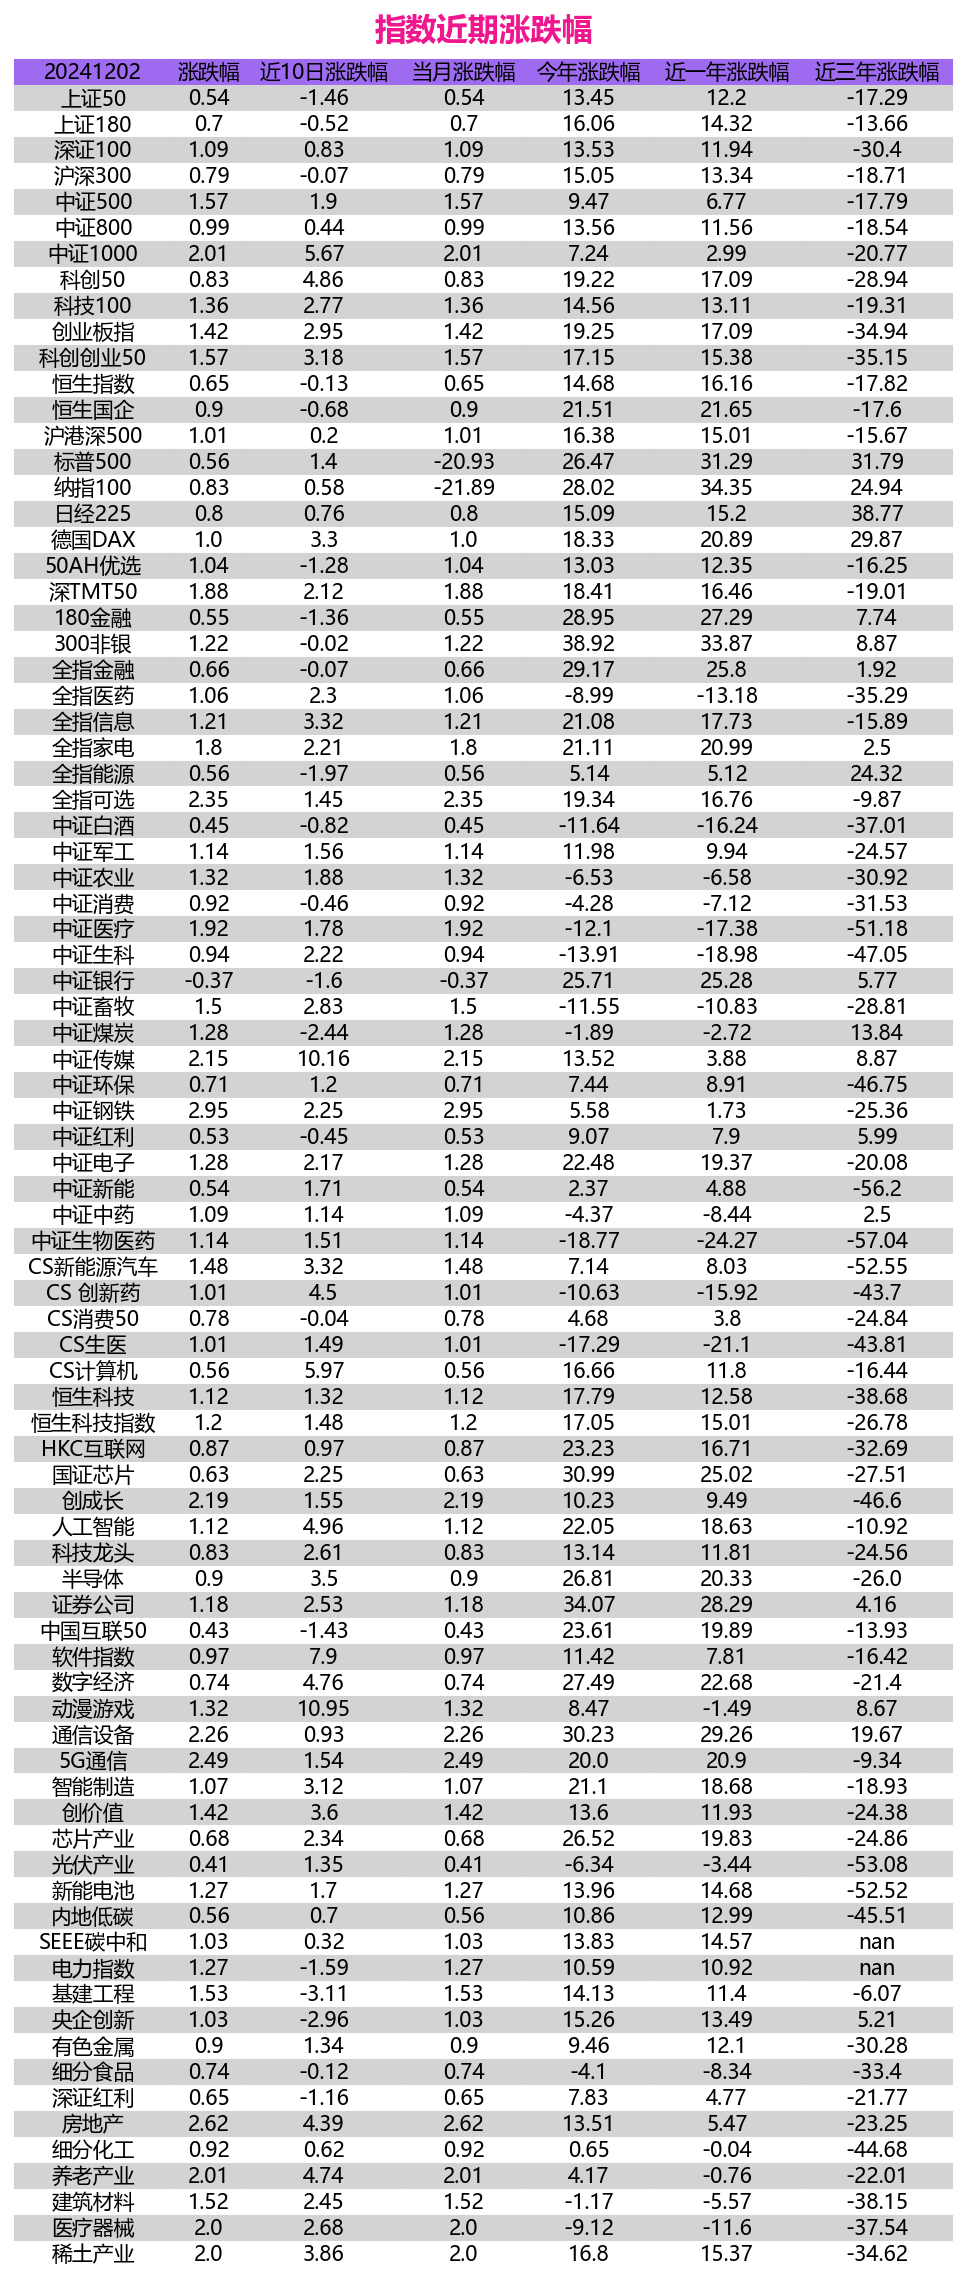 指数近期涨跌幅
20241202 涨跌幅 近10日涨跌幅 当月涨跌幅 今年涨跌幅 近一年涨跌幅 近三年涨跌幅
上证50 0.54 -1.46 0.54 13.45 12.2 -17.29
上证180 0.7 -0.52 0.7 16.06 14.32 -13.66
深证100 1.09 0.83 1.09 13.53 11.94 -30.4
沪深300 0.79 -0.07 0.79 15.05 13.34 -18.71
中证500 1.57 1.9 1.57 9.47 6.77 -17.79
中证800 0.99 0.44 0.99 13.56 11.56 -18.54
中证1000 2.01 5.67 2.01 7.24 2.99 -20.77
科创50 0.83 4.86 0.83 19.22 17.09 -28.94
科技100 1.36 2.77 1.36 14.56 13.11 -19.31
创业板指 1.42 2.95 1.42 19.25 17.09 -34.94
科创创业50 1.57 3.18 1.57 17.15 15.38 -35.15
恒生指数 0.65 -0.13 0.65 14.68 16.16 -17.82
恒生国企 0.9 -0.68 0.9 21.51 21.65 -17.6
沪港深500 1.01 0.2 1.01 16.38 15.01 -15.67
标普500 0.56 1.4 -20.93 26.47 31.29 31.79
纳指100 0.83 0.58 -21.89 28.02 34.35 24.94
日经225 0.8 0.76 0.8 15.09 15.2 38.77
德国DAX 1.0 3.3 1.0 18.33 20.89 29.87
50AH优选 1.04 -1.28 1.04 13.03 12.35 -16.25
深TMT50 1.88 2.12 1.88 18.41 16.46 -19.01
180金融 0.55 -1.36 0.55 28.95 27.29 7.74
300非银 1.22 -0.02 1.22 38.92 33.87 8.87
全指金融 0.66 -0.07 0.66 29.17 25.8 1.92
全指医药 1.06 2.3 1.06 -8.99 -13.18 -35.29
全指信息 1.21 3.32 1.21 21.08 17.73 -15.89
全指家电 1.8 2.21 1.8 21.11 20.99 2.5
全指能源 0.56 -1.97 0.56 5.14 5.12 24.32
全指可选 2.35 1.45 2.35 19.34 16.76 -9.87
中证白酒 0.45 -0.82 0.45 -11.64 -16.24 -37.01
中证军工 1.14 1.56 1.14 11.98 9.94 -24.57
中证农业 1.32 1.88 1.32 -6.53 -6.58 -30.92
中证消费 0.92 -0.46 0.92 -4.28 -7.12 -31.53
中证医疗 1.92 1.78 1.92 -12.1 -17.38 -51.18
中证生科 0.94 2.22 0.94 -13.91 -18.98 -47.05
中证银行 -0.37 -1.6 -0.37 25.71 25.28 5.77
中证畜牧 1.5 2.83 1.5 -11.55 -10.83 -28.81
中证煤炭 1.28 -2.44 1.28 -1.89 -2.72 13.84
中证传媒 2.15 10.16 2.15 13.52 3.88 8.87
中证环保 0.71 1.2 0.71 7.44 8.91 -46.75
中证钢铁 2.95 2.25 2.95 5.58 1.73 -25.36
中证红利 0.53 -0.45 0.53 9.07 7.9 5.99
中证电子 1.28 2.17 1.28 22.48 19.37 -20.08
中证新能 0.54 1.71 0.54 2.37 4.88 -56.2
中证中药 1.09 1.14 1.09 -4.37 -8.44 2.5
中证生物医药 1.14 1.51 1.14 -18.77 -24.27 -57.04
CS新能源汽车 1.48 3.32 1.48 7.14 8.03 -52.55
CS 创新药 1.01 4.5 1.01 -10.63 -15.92 -43.7
CS消费50 0.78 -0.04 0.78 4.68 3.8 -24.84
CS生医 1.01 1.49 1.01 -17.29 -21.1 -43.81
CS计算机 0.56 5.97 0.56 16.66 11.8 -16.44
恒生科技 1.12 1.32 1.12 17.79 12.58 -38.68
恒生科技指数 1.2 1.48 1.2 17.05 15.01 -26.78
HKC互联网 0.87 0.97 0.87 23.23 16.71 -32.69
国证芯片 0.63 2.25 0.63 30.99 25.02 -27.51
创成长 2.19 1.55 2.19 10.23 9.49 -46.6
人工智能 1.12 4.96 1.12 22.05 18.63 -10.92
科技龙头 0.83 2.61 0.83 13.14 11.81 -24.56
半导体 0.9 3.5 0.9 26.81 20.33 -26.0
证券公司 1.18 2.53 1.18 34.07 28.29 4.16
中国互联50 0.43 -1.43 0.43 23.61 19.89 -13.93
软件指数 0.97 7.9 0.97 11.42 7.81 -16.42
数字经济 0.74 4.76 0.74 27.49 22.68 -21.4
动漫游戏 1.32 10.95 1.32 8.47 -1.49 8.67
通信设备 2.26 0.93 2.26 30.23 29.26 19.67
5G通信 2.49 1.54 2.49 20.0 20.9 -9.34
智能制造 1.07 3.12 1.07 21.1 18.68 -18.93
创价值 1.42 3.6 1.42 13.6 11.93 -24.38
芯片产业 0.68 2.34 0.68 26.52 19.83 -24.86
光伏产业 0.41 1.35 0.41 -6.34 -3.44 -53.08
新能电池 1.27 1.7 1.27 13.96 14.68 -52.52
内地低碳 0.56 0.7 0.56 10.86 12.99 -45.51
SEEE碳中和 1.03 0.32 1.03 13.83 14.57 nan
电力指数 1.27 -1.59 1.27 10.59 10.92 nan
基建工程 1.53 -3.11 1.53 14.13 11.4 -6.07
央企创新 1.03 -2.96 1.03 15.26 13.49 5.21
有色金属 0.9 1.34 0.9 9.46 12.1 -30.28
细分食品 0.74 -0.12 0.74 -4.1 -8.34 -33.4
深证红利 0.65 -1.16 0.65 7.83 4.77 -21.77
房地产 2.62 4.39 2.62 13.51 5.47 -23.25
细分化工 0.92 0.62 0.92 0.65 -0.04 -44.68
养老产业 2.01 4.74 2.01 4.17 -0.76 -22.01
建筑材料 1.52 2.45 1.52 -1.17 -5.57 -38.15
医疗器械 2.0 2.68 2.0 -9.12 -11.6 -37.54
稀土产业 2.0 3.86 2.0 16.8 15.37 -34.62